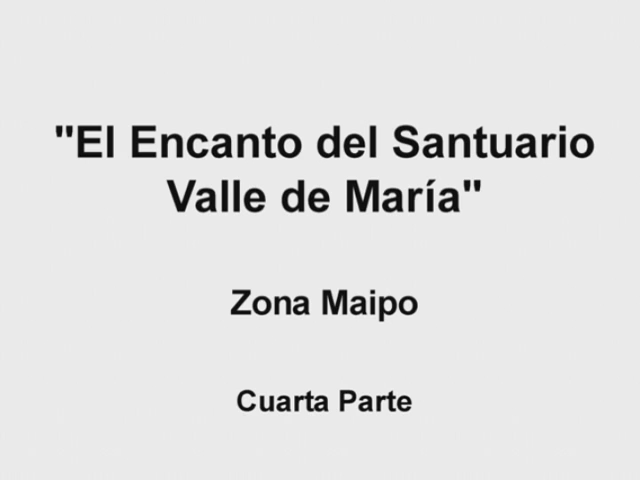 "El Encanto del Santuario
Valle de María"
Zona Maipo
Cuarta Parte